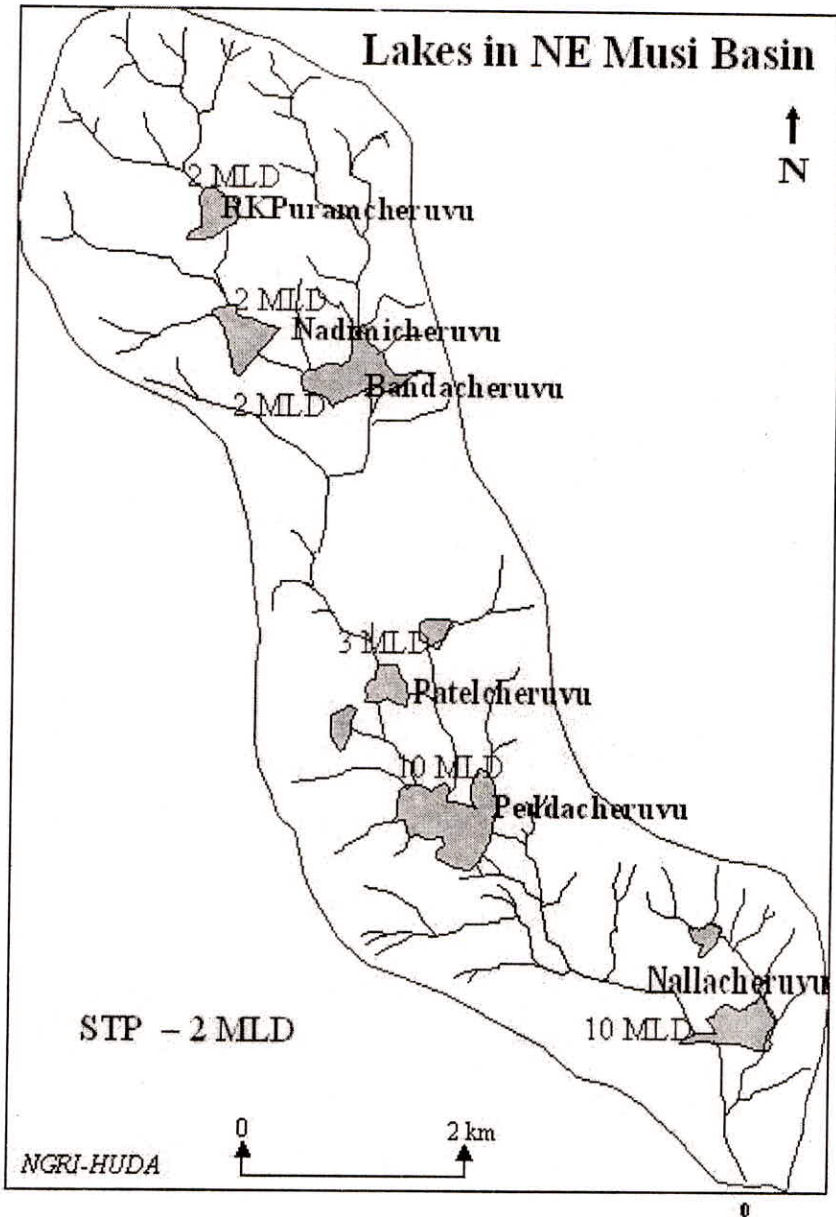 Lakes in NE Musi Basin
N
2 MLD
RKPuramcheruvu
2 MLD
Nadimicheruvu
Bandacheruvu
2 MLD
3 MLD
Patelcheruvu
10 MLD
Peddacheruvu
Nallacheruvu
10 MLD
STP – 2 MLD
0 2 km
NGRI-HUDA
0